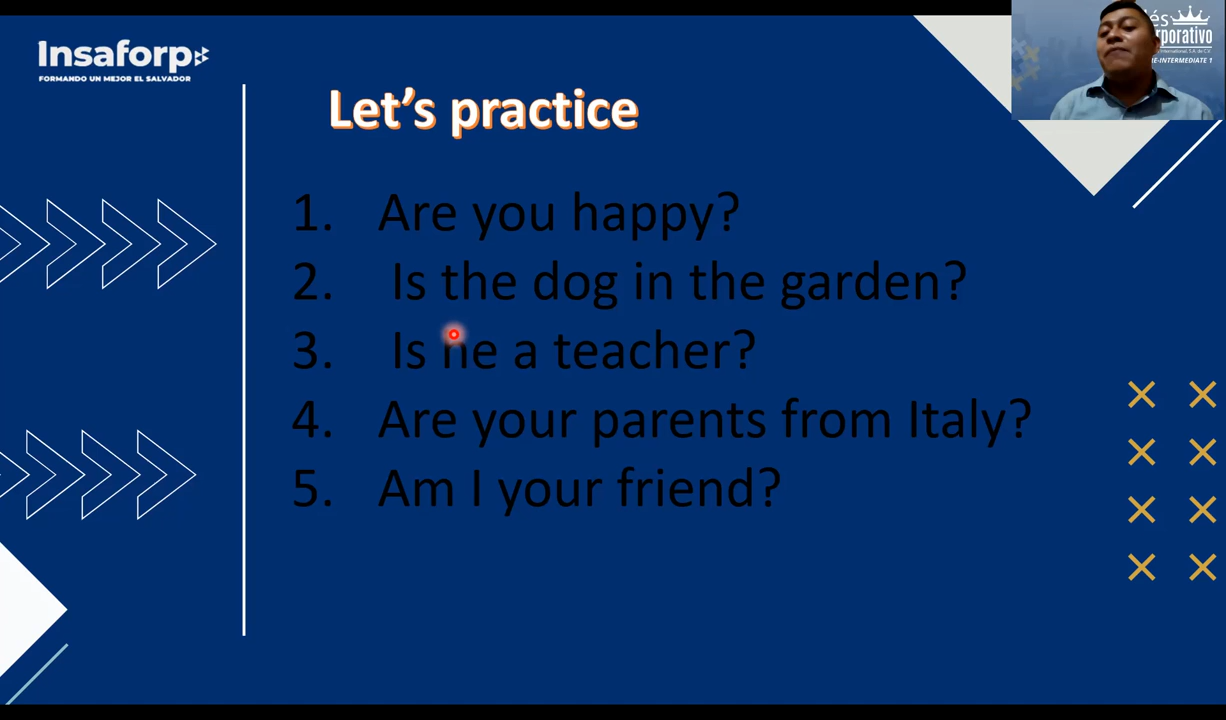 Insaforp
FORMANDO UN MEJOR EL SALVADOR
Let's practice
1. Are you happy?
2. Is the dog in the garden?
3. Is he a teacher?
4. Are your parents from Italy?
5. Am I your friend?